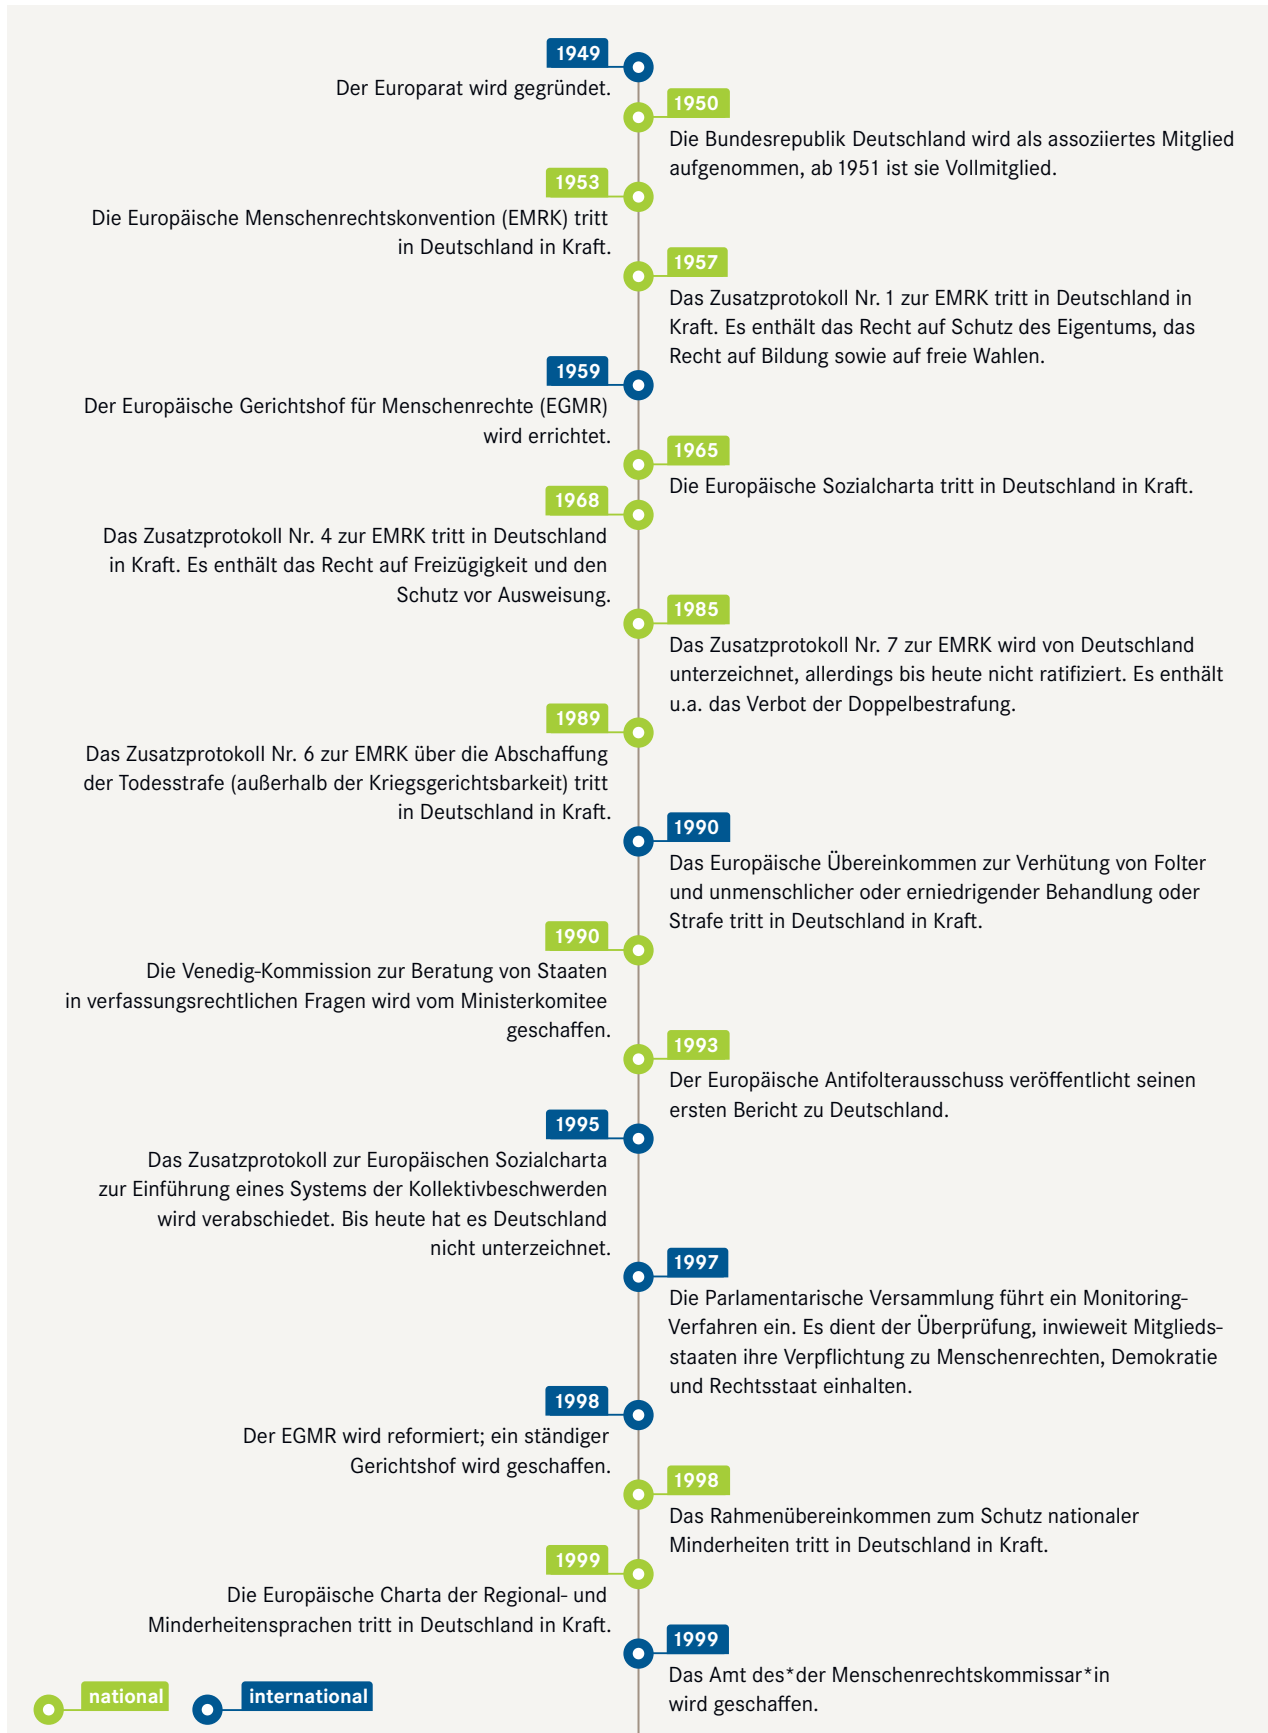 1949
Der Europarat wird gegründet.
1950
Die Bundesrepublik Deutschland wird als assoziiertes Mitglied
aufgenommen, ab 1951 ist sie Vollmitglied.
1953
Die Europäische Menschenrechtskonvention (EMRK) tritt
in Deutschland in Kraft.
1957
Das Zusatzprotokoll Nr. 1 zur EMRK tritt in Deutschland in
Kraft. Es enthält das Recht auf Schutz des Eigentums, das
Recht auf Bildung sowie auf freie Wahlen.
1959
Der Europäische Gerichtshof für Menschenrechte (EGMR)
wird errichtet.
1965
Die Europäische Sozialcharta tritt in Deutschland in Kraft.
1968
Das Zusatzprotokoll Nr. 4 zur EMRK tritt in Deutschland
in Kraft. Es enthält das Recht auf Freizügigkeit und den
Schutz vor Ausweisung.
1985
Das Zusatzprotokoll Nr. 7 zur EMRK wird von Deutschland
unterzeichnet, allerdings bis heute nicht ratifiziert. Es enthält
u.a. das Verbot der Doppelbestrafung.
1989
Das Zusatzprotokoll Nr. 6 zur EMRK über die Abschaffung
der Todesstrafe (außerhalb der Kriegsgerichtsbarkeit) tritt
in Deutschland in Kraft.
1990
Das Europäische Übereinkommen zur Verhütung von Folter
und unmenschlicher oder erniedrigender Behandlung oder
Strafe tritt in Deutschland in Kraft.
1990
Die Venedig-Kommission zur Beratung von Staaten
in verfassungsrechtlichen Fragen wird vom Ministerkomitee
geschaffen.
1993
Der Europäische Antifolterausschuss veröffentlicht seinen
ersten Bericht zu Deutschland.
1995
Das Zusatzprotokoll zur Europäischen Sozialcharta
zur Einführung eines Systems der Kollektivbeschwerden
wird verabschiedet. Bis heute hat es Deutschland
nicht unterzeichnet.
1997
Die Parlamentarische Versammlung führt ein Monitoring-
Verfahren ein. Es dient der Überprüfung, inwieweit Mitglieds-
staaten ihre Verpflichtung zu Menschenrechten, Demokratie
und Rechtsstaat einhalten.
1998
Der EGMR wird reformiert; ein ständiger
Gerichtshof wird geschaffen.
1998
Das Rahmenübereinkommen zum Schutz nationaler
Minderheiten tritt in Deutschland in Kraft.
1999
Die Europäische Charta der Regional- und
Minderheitensprachen tritt in Deutschland in Kraft.
1999
Das Amt des*der Menschenrechtskommissar*in
wird geschaffen.
national
international